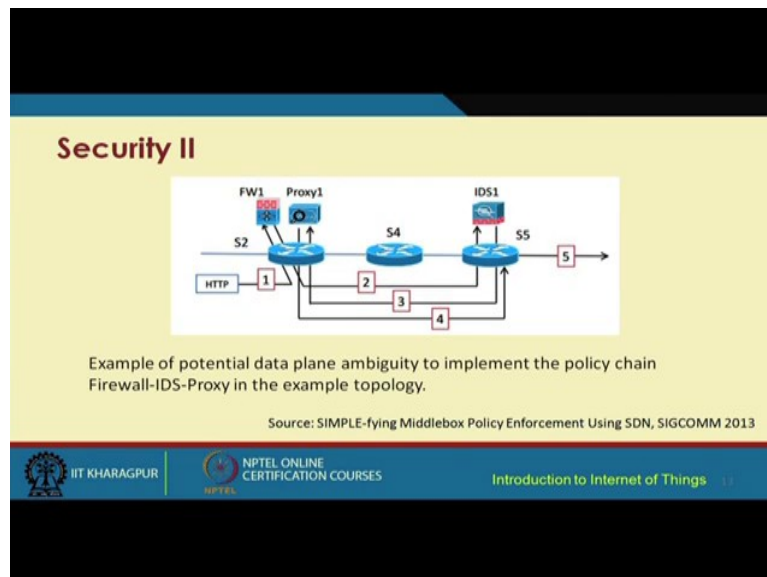 Security II
FW1 Proxy1 IDS1
S2 S4 S5
HTTP 1 2 3 4 5
Example of potential data plane ambiguity to implement the policy chain
Firewall-IDS-Proxy in the example topology.
Source: SIMPLE-fying Middlebox Policy Enforcement Using SDN, SIGCOMM 2013
IIT KHARAGPUR
NPTEL
NPTEL ONLINE
CERTIFICATION COURSES
Introduction to Internet of Things